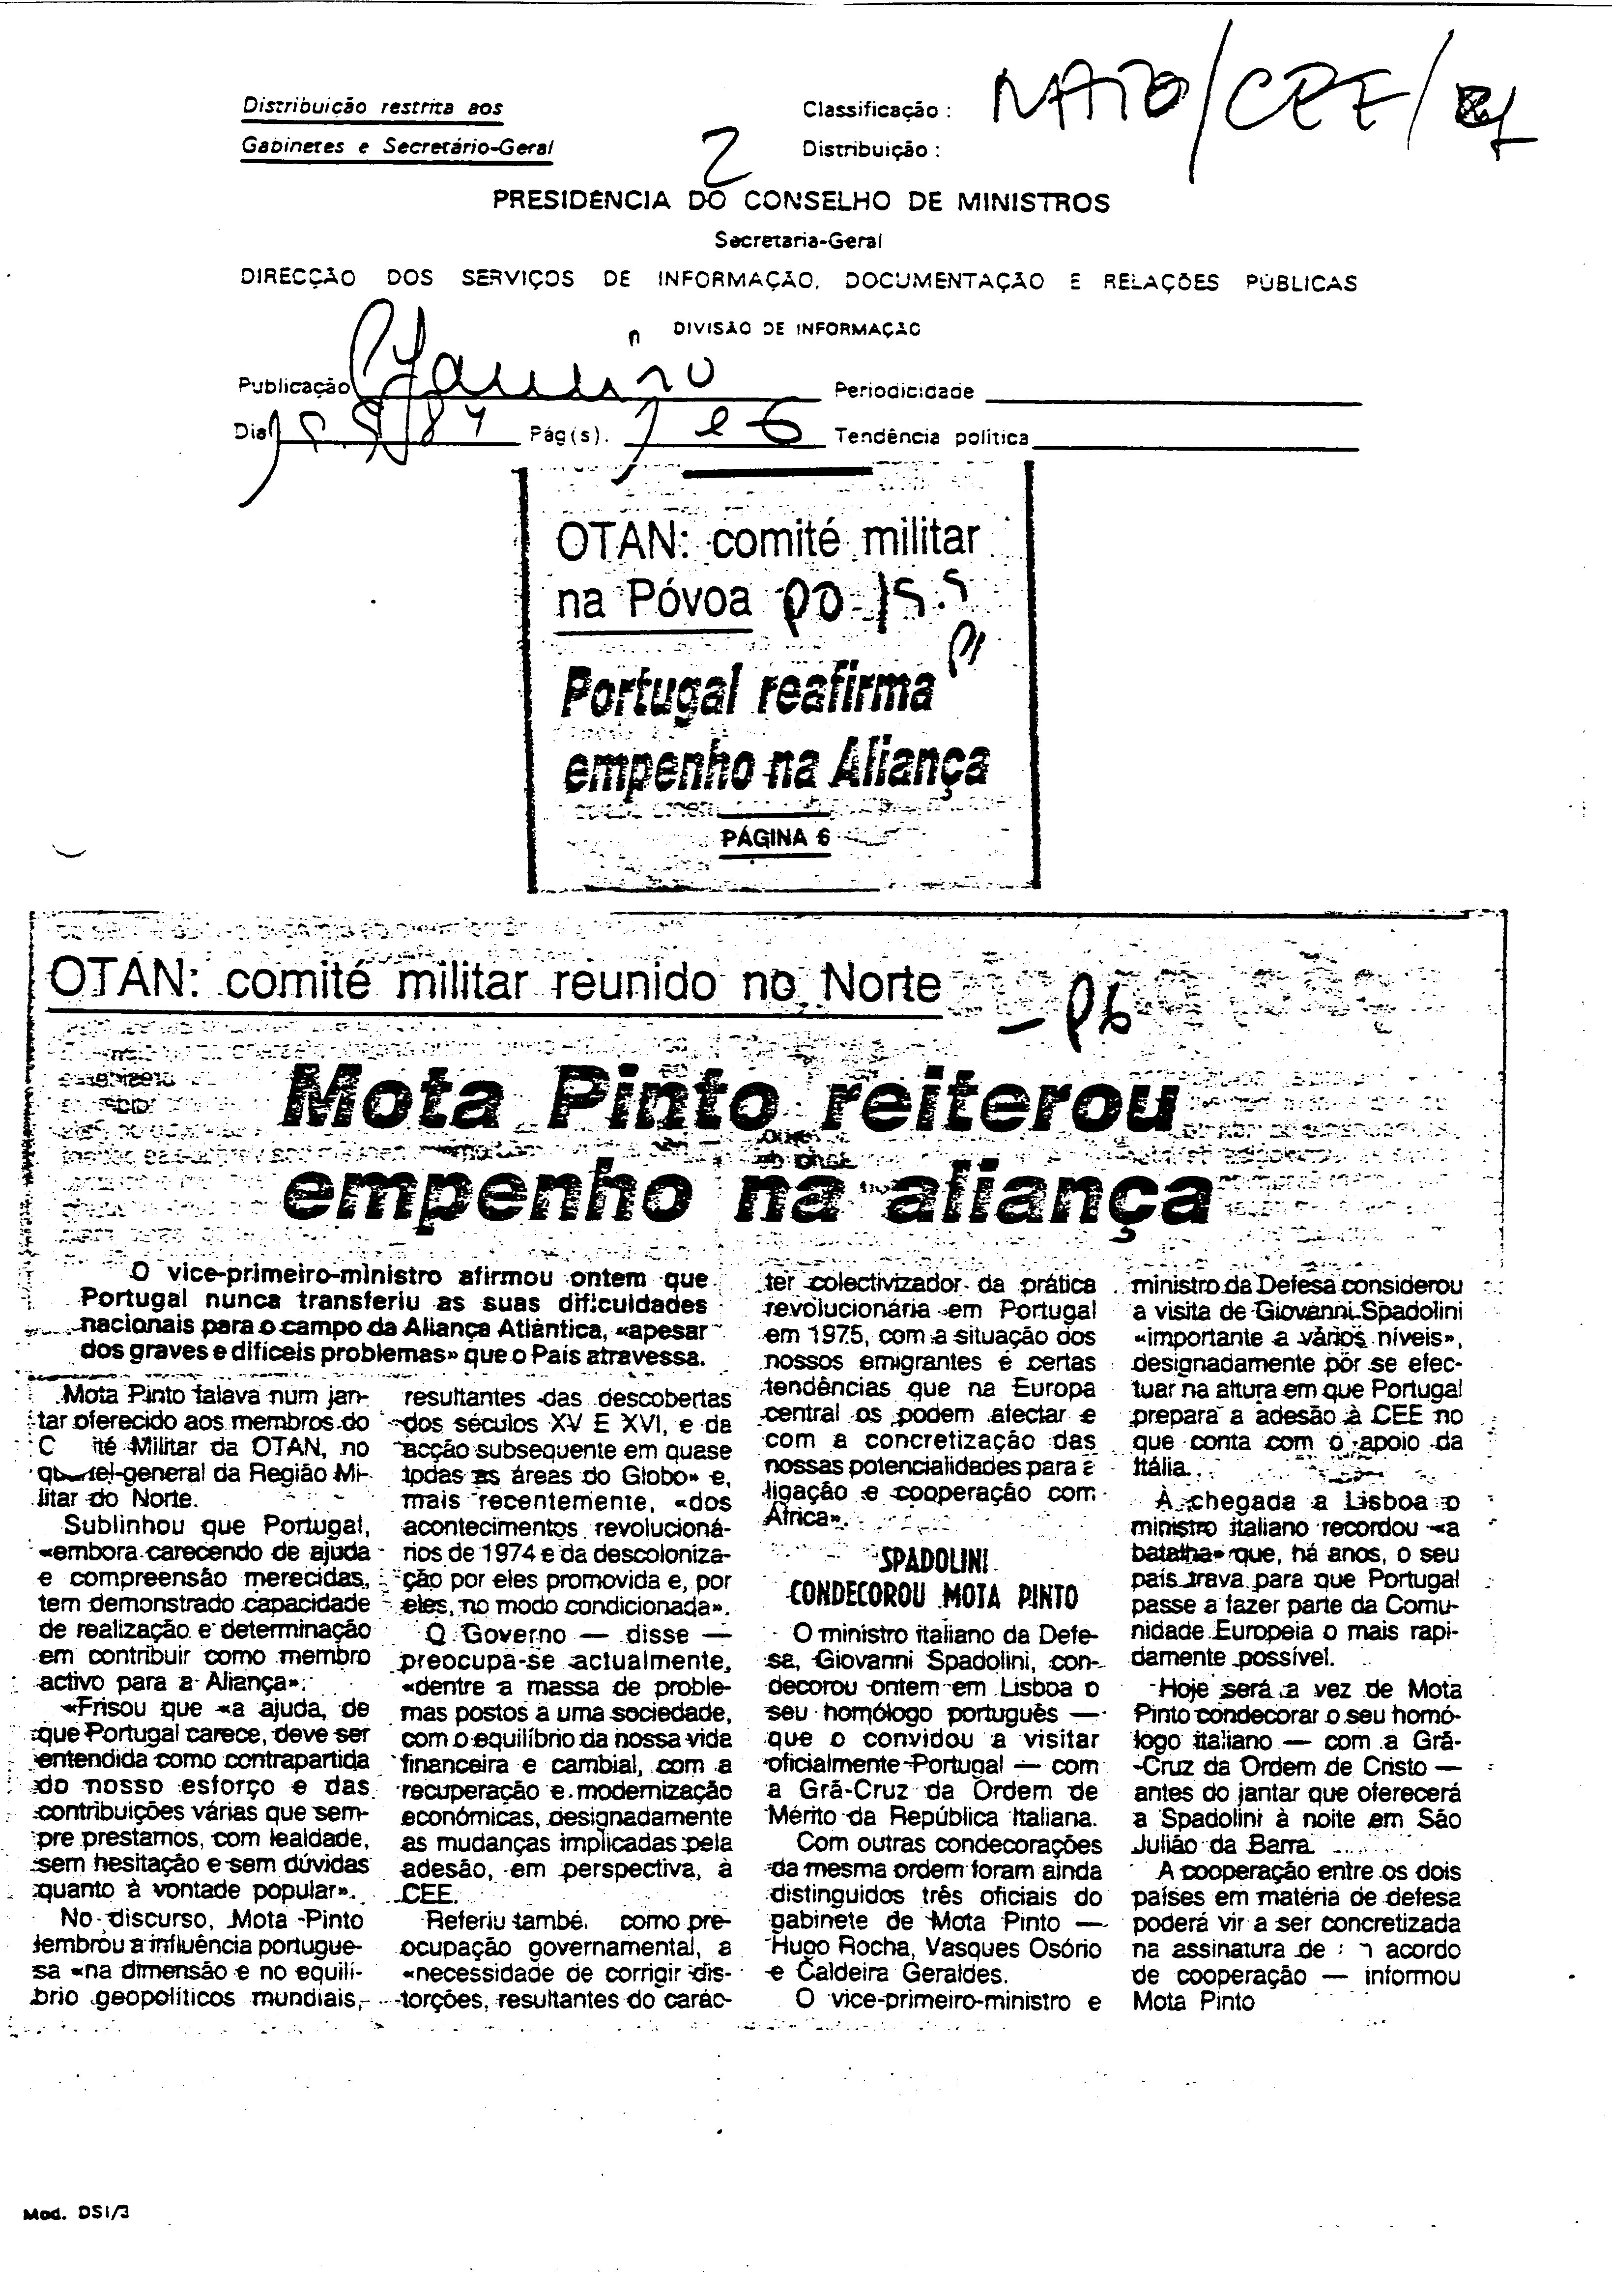 Distribuição restrita aos
Gabinetes e Secretário-Geral
Classificação : NATO/CEE/
Distribuição :
2
PRESIDÊNCIA DO CONSELHO DE MINISTROS
Secretaria-Geral
DIRECÇÃO DOS SERVIÇOS DE INFORMAÇÃO, DOCUMENTAÇÃO E RELAÇÕES PÚBLICAS
DIVISÃO DE INFORMAÇÃO
Publicação Janeiro Periodicidade
Dia 15.5/84 Pág(s). 1 e 6 Tendência política
OTAN: comité militar
na Póvoa 15.5
P1
Portugal reafirma
empenho na Aliança
PÁGINA 6
OTAN: comité militar reunido no Norte
- P6
Mota Pinto reiterou
empenho na aliança
O vice-primeiro-ministro afirmou ontem que
Portugal nunca transferiu as suas dificuldades
nacionais para o campo da Aliança Atlântica, «apesar
dos graves e difíceis problemas» que o País atravessa.
Mota Pinto falava num jan-
tar oferecido aos membros do
C ité Militar da OTAN, no
quartel-general da Região Mi-
litar do Norte.
Sublinhou que Portugal,
«embora carecendo de ajuda
e compreensão merecidas,
tem demonstrado capacidade
de realização e determinação
em contribuir como membro
activo para a Aliança».
«Frisou que «a ajuda, de
que Portugal carece, deve ser
entendida como contrapartida
do nosso esforço e das
contribuições várias que sem-
pre prestamos, com lealdade,
sem hesitação e sem dúvidas
quanto à vontade popular».
No discurso, Mota Pinto
lembrou a influência portugue-
sa «na dimensão e no equilí-
brio geopolíticos mundiais,
resultantes das descobertas
dos séculos XV E XVI, e da
acção subsequente em quase
todas as áreas do Globo» e,
mais recentemente, «dos
acontecimentos revolucioná-
rios de 1974 e da descoloniza-
ção por eles promovida e, por
eles, no modo condicionada».
O Governo — disse —
preocupa-se actualmente,
«dentre a massa de proble-
mas postos a uma sociedade,
com o equilíbrio da nossa vida
financeira e cambial, com a
recuperação e modernização
económicas, designadamente
as mudanças implicadas pela
adesão, em perspectiva, à
CEE.
Referiu també. como pre-
ocupação governamental, a
«necessidade de corrigir dis-
torções, resultantes do carác-
ter colectivizador da prática
revolucionária em Portugal
em 1975, com a situação dos
nossos emigrantes e certas
tendências que na Europa
central os podem afectar e
com a concretização das
nossas potencialidades para a
ligação e cooperação com
África».
SPADOLINI
CONDECOROU MOTA PINTO
O ministro italiano da Defe-
sa, Giovanni Spadolini, con-
decorou ontem em Lisboa o
seu homólogo português —
que o convidou a visitar
oficialmente Portugal — com
a Grã-Cruz da Ordem de
Mérito da República Italiana.
Com outras condecorações
da mesma ordem foram ainda
distinguidos três oficiais do
gabinete de Mota Pinto —
Hugo Rocha, Vasques Osório
e Caldeira Geraldes.
O vice-primeiro-ministro e
ministro da Defesa considerou
a visita de Giovanni Spadolini
«importante a vários níveis»,
designadamente por se efec-
tuar na altura em que Portugal
prepara a adesão à CEE no
que conta com o apoio da
Itália.
À chegada a Lisboa o
ministro italiano recordou «a
batalha» que, há anos, o seu
país trava para que Portugal
passe a fazer parte da Comu-
nidade Europeia o mais rapi-
damente possível.
Hoje será a vez de Mota
Pinto condecorar o seu homó-
logo italiano — com a Grã-
-Cruz da Ordem de Cristo —
antes do jantar que oferecerá
a Spadolini à noite em São
Julião da Barra.
A cooperação entre os dois
países em matéria de defesa
poderá vir a ser concretizada
na assinatura de acordo
de cooperação — informou
Mota Pinto
Mod. DSI/3